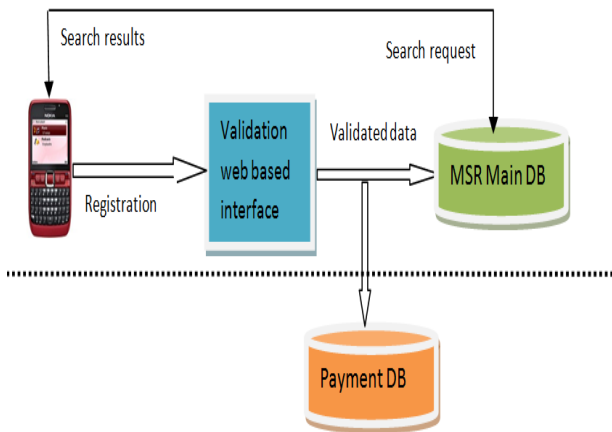 Search results
Search request
Validation
web based
interface
Validated data
MSR Main DB
Registration
Payment DB